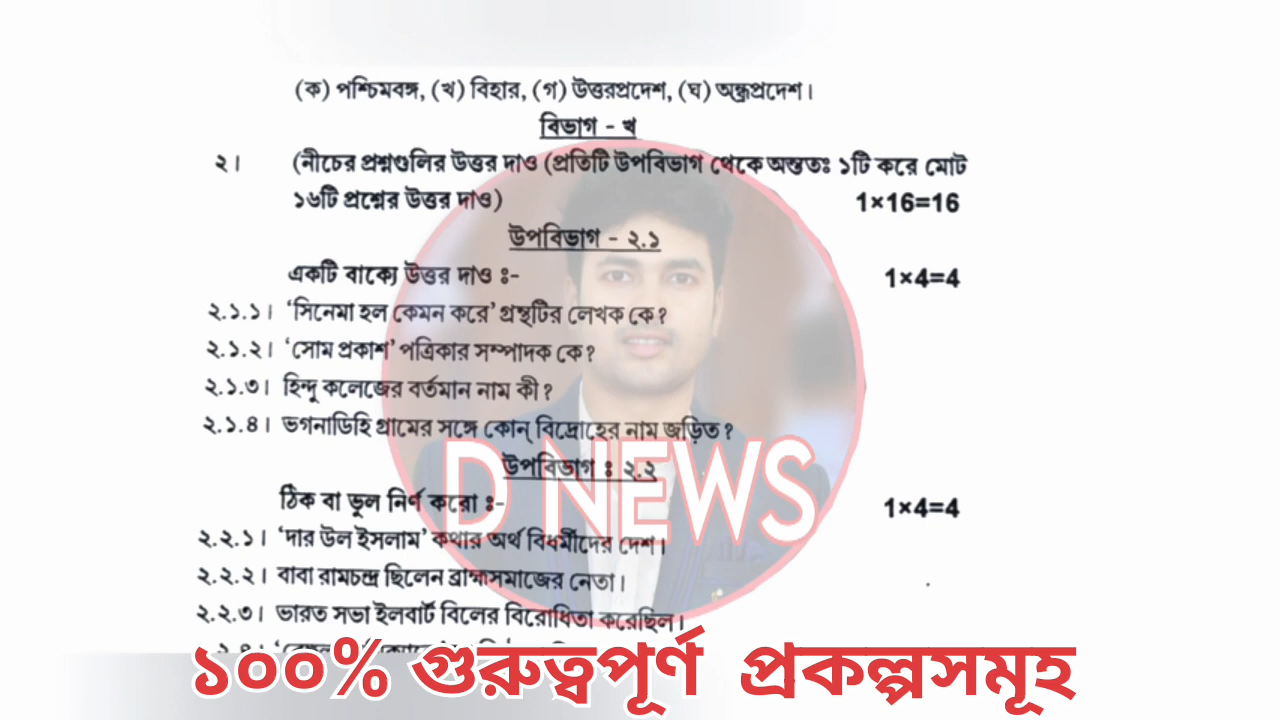 (ক) পশ্চিমবঙ্গ, (খ) বিহার, (গ) উত্তরপ্রদেশ, (ঘ) অন্ধ্রপ্রদেশ।
বিভাগ - খ
২। (নীচের প্রশ্নগুলির উত্তর দাও (প্রতিটি উপবিভাগ থেকে অন্ততঃ ১টি করে মোট
১৬টি প্রশ্নের উত্তর দাও) 1×16=16
উপবিভাগ - ২.১
একটি বাক্যে উত্তর দাও ঃ- 1×4=4
২.১.১। ‘সিনেমা হল কেমন করে’ গ্রন্থটির লেখক কে?
২.১.২। ‘সোম প্রকাশ’ পত্রিকার সম্পাদক কে?
২.১.৩। হিন্দু কলেজের বর্তমান নাম কী?
২.১.৪। ভগনাডিহি গ্রামের সঙ্গে কোন্ বিদ্রোহের নাম জড়িত?
উপবিভাগ ঃ ২.২
ঠিক বা ভুল নির্ণ করো ঃ- 1×4=4
D NEWS
২.২.১। ‘দার উল ইসলাম’ কথার অর্থ বিধর্মীদের দেশ।
২.২.২। বাবা রামচন্দ্র ছিলেন ব্রাহ্মসমাজের নেতা।
২.২.৩। ভারত সভা ইলবার্ট বিলের বিরোধিতা করেছিল।
১০০% গুরুত্বপূর্ণ প্রকল্পসমূহ